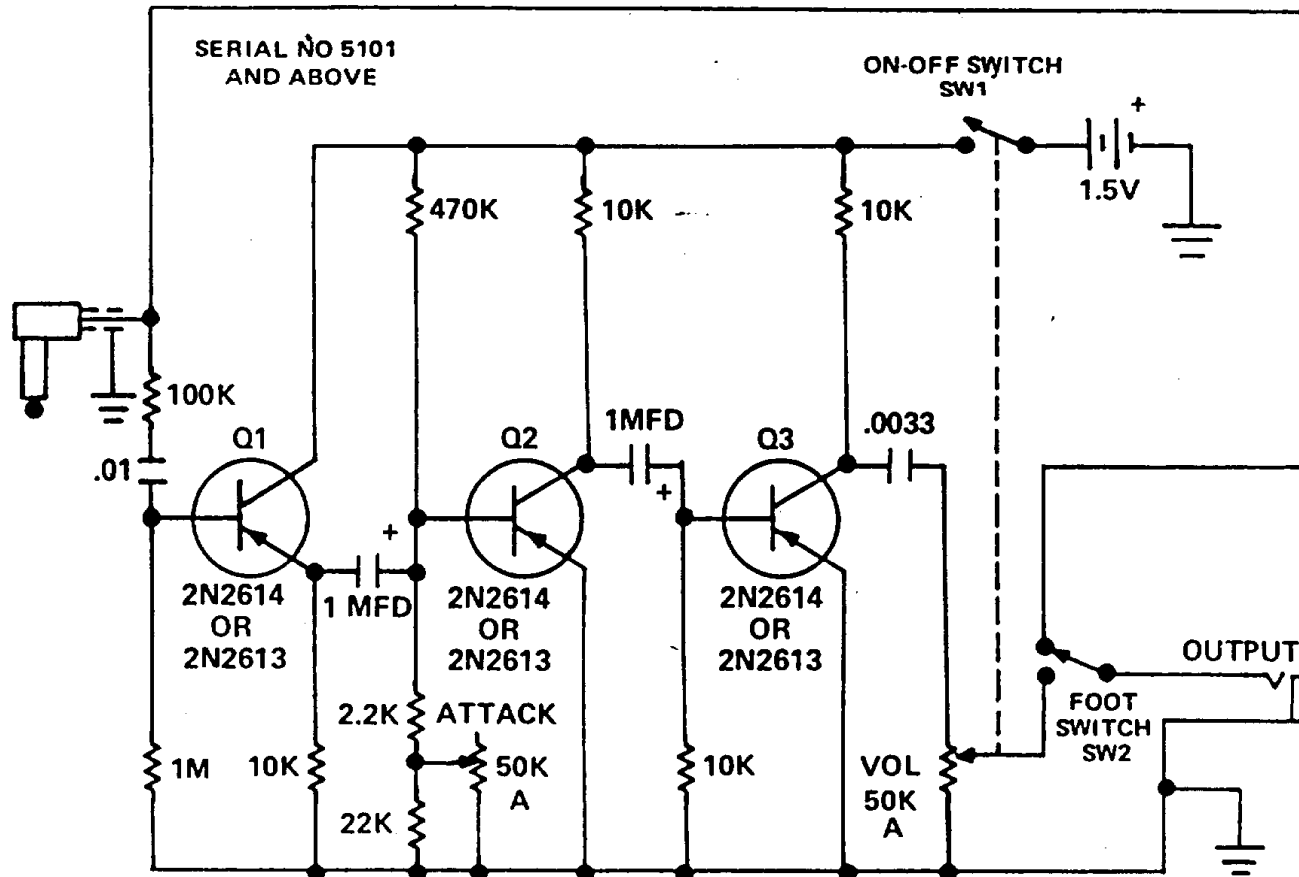 SERIAL NO 5101
AND ABOVE
ON-OFF SWITCH
SW1
+
1.5V
470K
10K
10K
100K
.01
Q1
Q2
1MFD
+
Q3
.0033
+
1 MFD
2N2614
OR
2N2613
2N2614
OR
2N2613
2N2614
OR
2N2613
OUTPUT
FOOT
SWITCH
SW2
2.2K
ATTACK
50K
A
1M
10K
22K
10K
VOL
50K
A